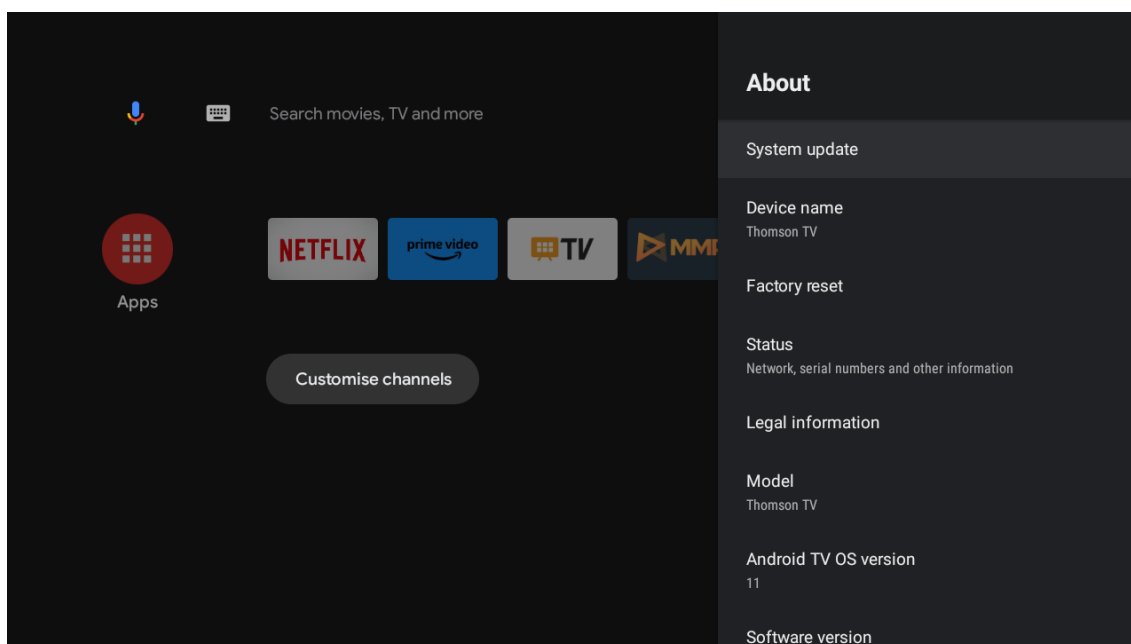 Search movies, TV and more
NETFLIX
prime video
TV
MMP
Apps
Customise channels
About
System update
Device name
Thomson TV
Factory reset
Status
Network, serial numbers and other information
Legal information
Model
Thomson TV
Android TV OS version
11
Software version